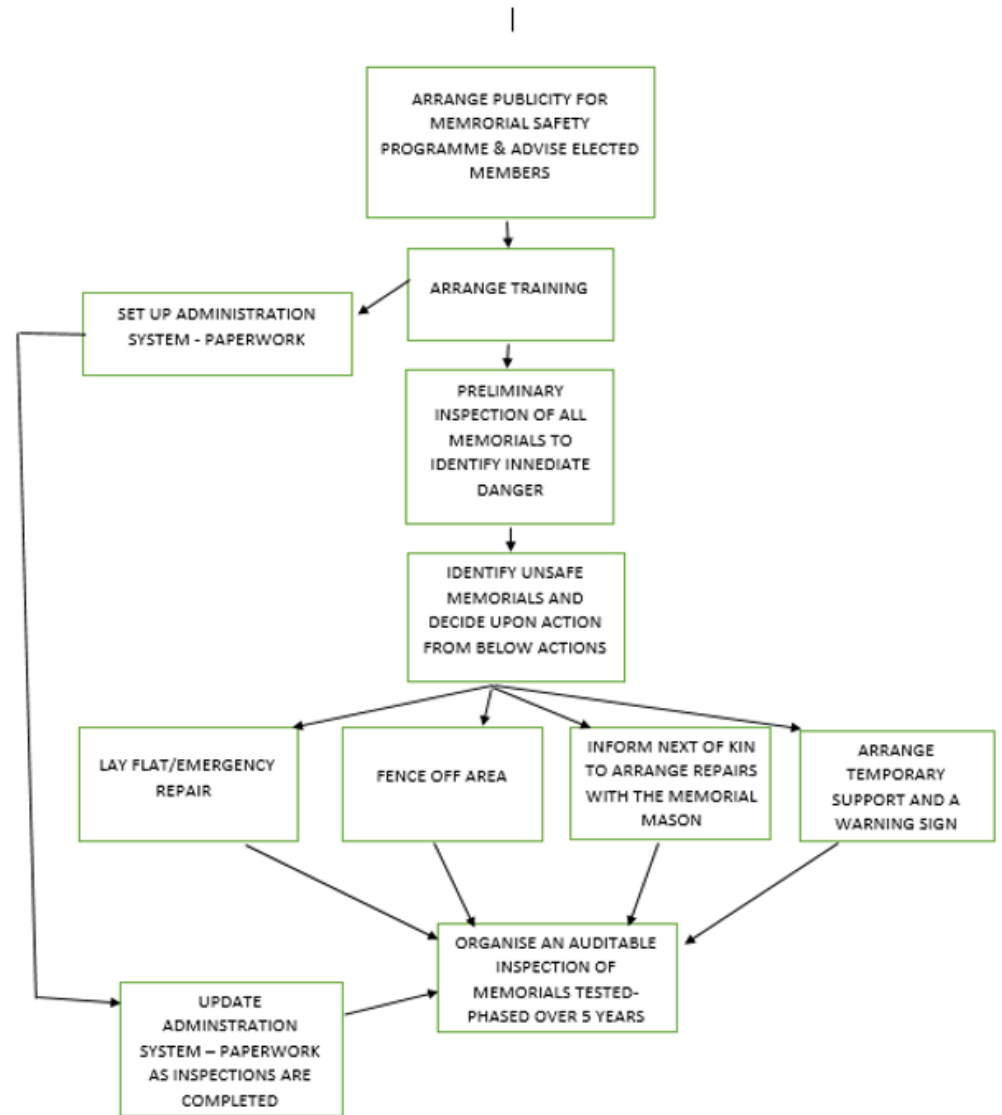 ARRANGE PUBLICITY FOR
MEMRORIAL SAFETY
PROGRAMME & ADVISE ELECTED
MEMBERS
ARRANGE TRAINING
SET UP ADMINISTRATION
SYSTEM - PAPERWORK
PRELIMINARY
INSPECTION OF ALL
MEMORIALS TO
IDENTIFY INNEDIATE
DANGER
IDENTIFY UNSAFE
MEMORIALS AND
DECIDE UPON ACTION
FROM BELOW ACTIONS
LAY FLAT/EMERGENCY
REPAIR
FENCE OFF AREA
INFORM NEXT OF KIN
TO ARRANGE REPAIRS
WITH THE MEMORIAL
MASON
ARRANGE
TEMPORARY
SUPPORT AND A
WARNING SIGN
ORGANISE AN AUDITABLE
INSPECTION OF
MEMORIALS TESTED-
PHASED OVER 5 YEARS
UPDATE
ADMINSTRATION
SYSTEM – PAPERWORK
AS INSPECTIONS ARE
COMPLETED